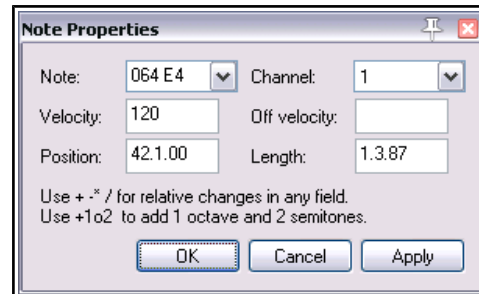 Note Properties
Note: 064 E4 Channel: 1
Velocity: 120 Off velocity:
Position: 42.1.00 Length: 1.3.87
Use + -* / for relative changes in any field.
Use +1o2 to add 1 octave and 2 semitones.
OK Cancel Apply